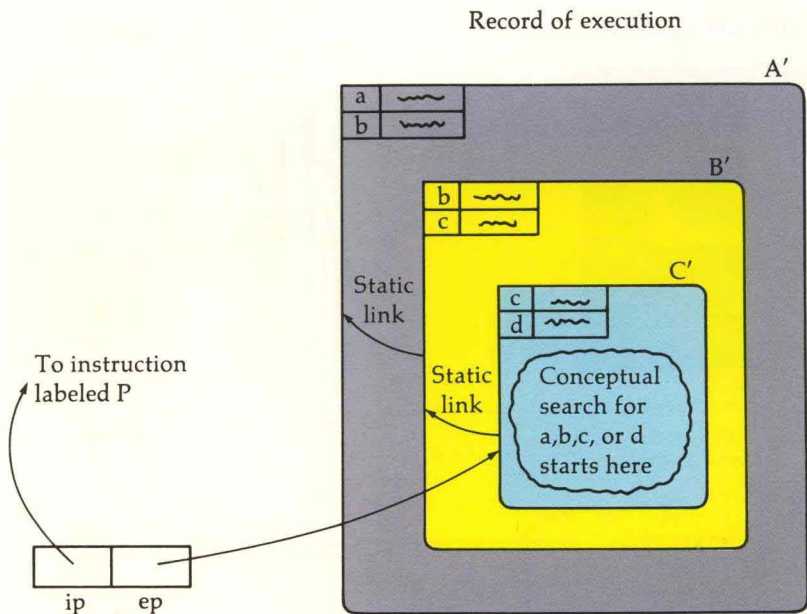 Record of execution
A′
a
b
B′
b
c
C′
c
d
Static
link
To instruction
labeled P
Static
link
Conceptual
search for
a,b,c, or d
starts here
ip
ep